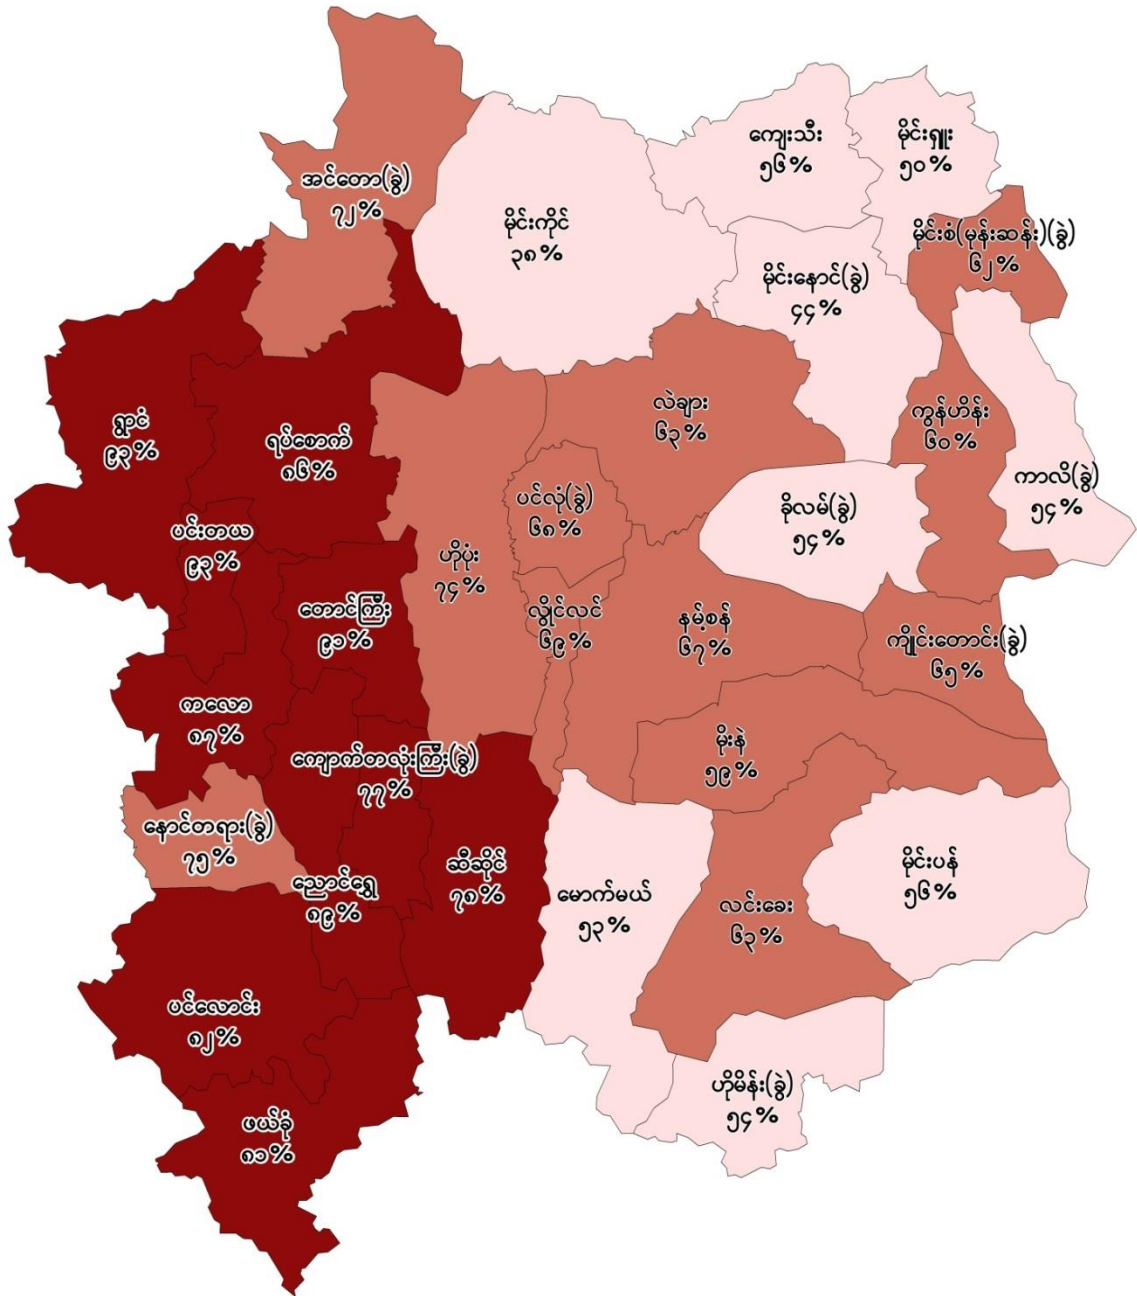 ကျေးသီး
၅၆%
မိုင်းရှူး
၅၀%
အင်တော(ခွဲ)
၇၂%
မိုင်းကိုင်
၃၈%
မိုင်းစံ(မုန်းဆန်း)(ခွဲ)
၆၂%
မိုင်းနောင်(ခွဲ)
၄၄%
ရွာငံ
၉၃%
ရပ်စောက်
၈၆%
လဲချား
၆၃%
ကွန်ဟိန်း
၆၀%
ပင်လုံ(ခွဲ)
၆၈%
ခိုလမ်(ခွဲ)
၅၄%
ကာလိ(ခွဲ)
၅၄%
ပင်းတယ
၉၃%
ဟိုပုံး
၇၄%
တောင်ကြီး
၉၁%
လွိုင်လင်
၆၉%
နမ့်စန်
၆၇%
ကျိုင်းတောင်း(ခွဲ)
၆၅%
ကလော
၈၇%
ကျောက်တလုံးကြီး(ခွဲ)
၇၇%
မိုးနဲ
၅၉%
နောင်တရား(ခွဲ)
၇၅%
ညောင်ရွှေ
၈၉%
ဆီဆိုင်
၇၈%
မောက်မယ်
၅၃%
လင်းခေး
၆၃%
မိုင်းပန်
၅၆%
ပင်လောင်း
၈၂%
ဖယ်ခုံ
၈၁%
ဟိုမိန်း(ခွဲ)
၅၄%